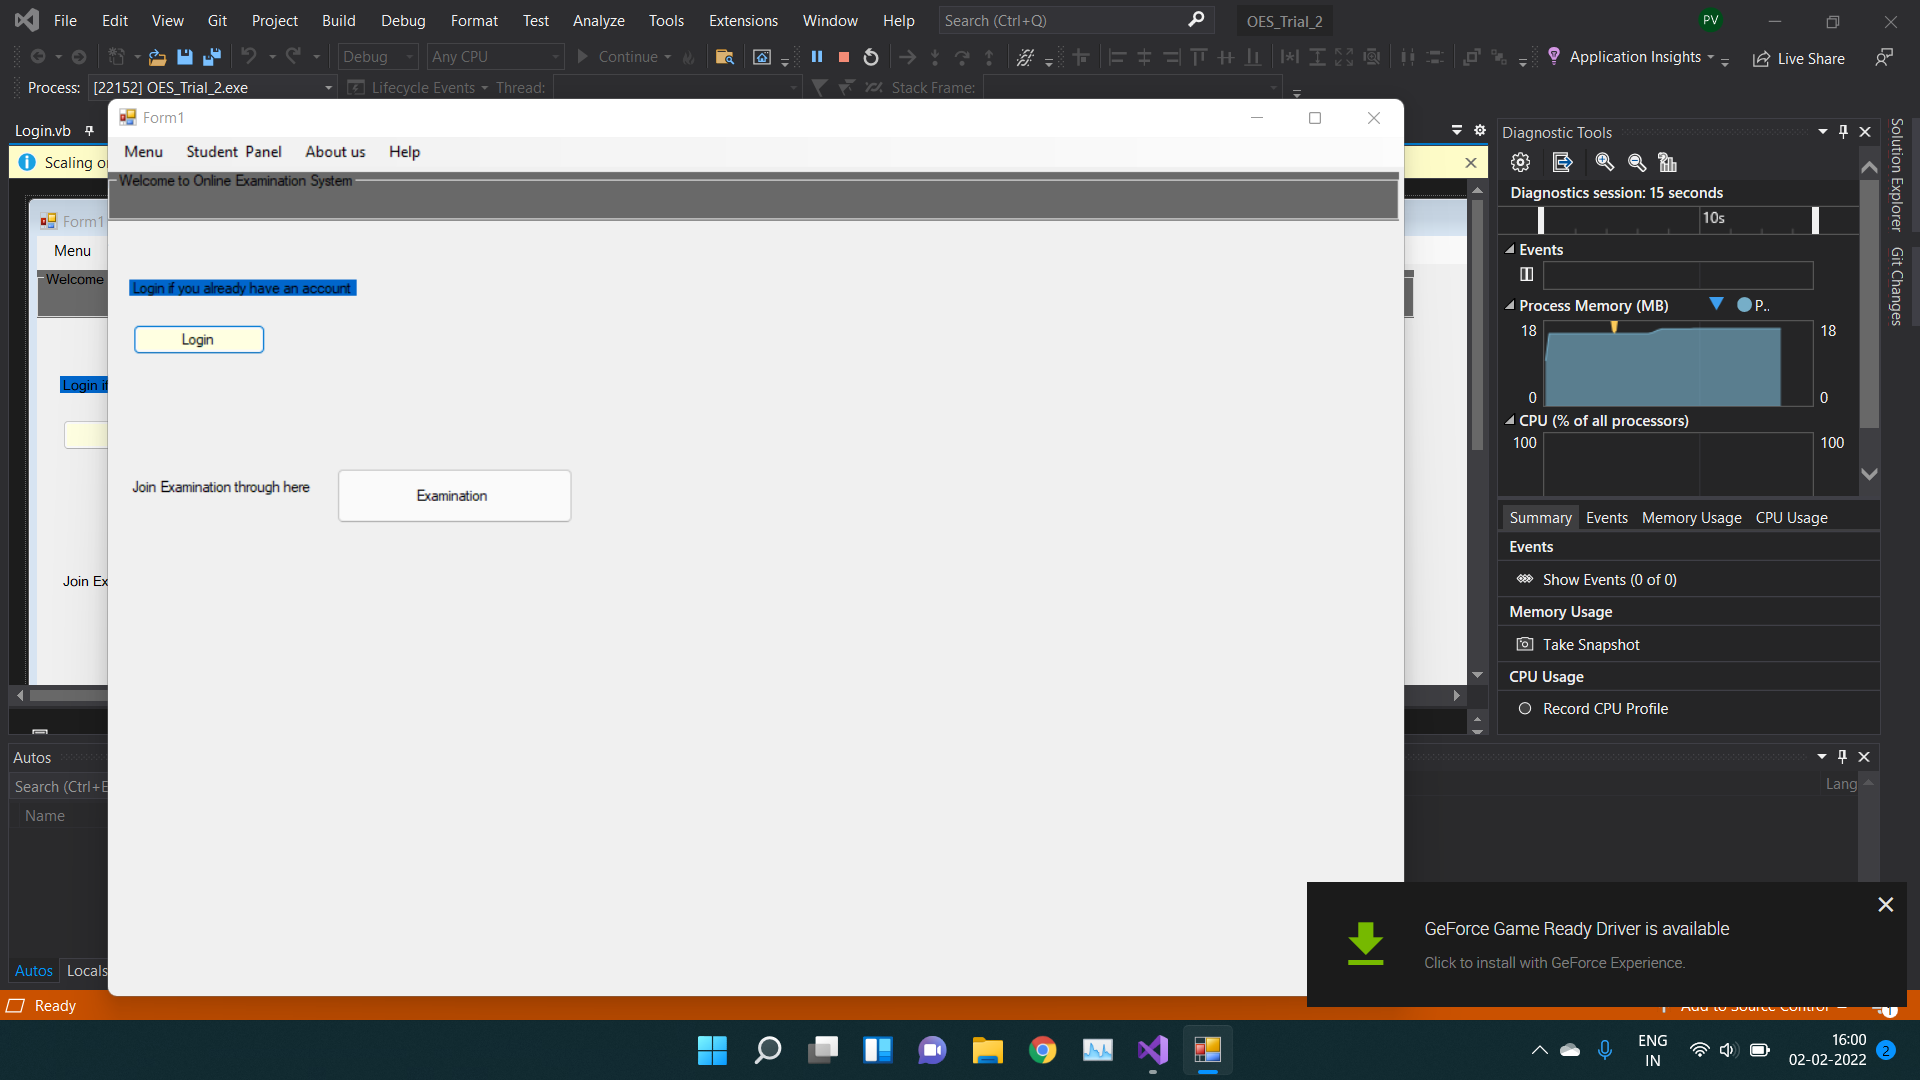 File Edit View Git Project Build Debug Format Test Analyze Tools Extensions Window Help Search (Ctrl+Q) OES_Trial_2 PV
Debug Any CPU Continue Application Insights Live Share
Process: [22152] OES_Trial_2.exe Lifecycle Events Thread: Stack Frame:
Login.vb
Scaling o
Form1
Menu
Welcome
Login if
Join Ex
Form1
Menu Student Panel About us Help
Welcome to Online Examination System
Login if you already have an account
Login
Join Examination through here
Examination
Diagnostic Tools
Diagnostics session: 15 seconds
10s
Events
Process Memory (MB) P..
18 18
0 0
CPU (% of all processors)
100 100
Summary Events Memory Usage CPU Usage
Events
Show Events (0 of 0)
Memory Usage
Take Snapshot
CPU Usage
Record CPU Profile
Solution Explorer
Git Changes
Autos
Search (Ctrl+E
Name
Lang
Autos Locals
GeForce Game Ready Driver is available
Click to install with GeForce Experience.
Ready
Add to Source Control
1
ENG
IN
16:00
02-02-2022
2